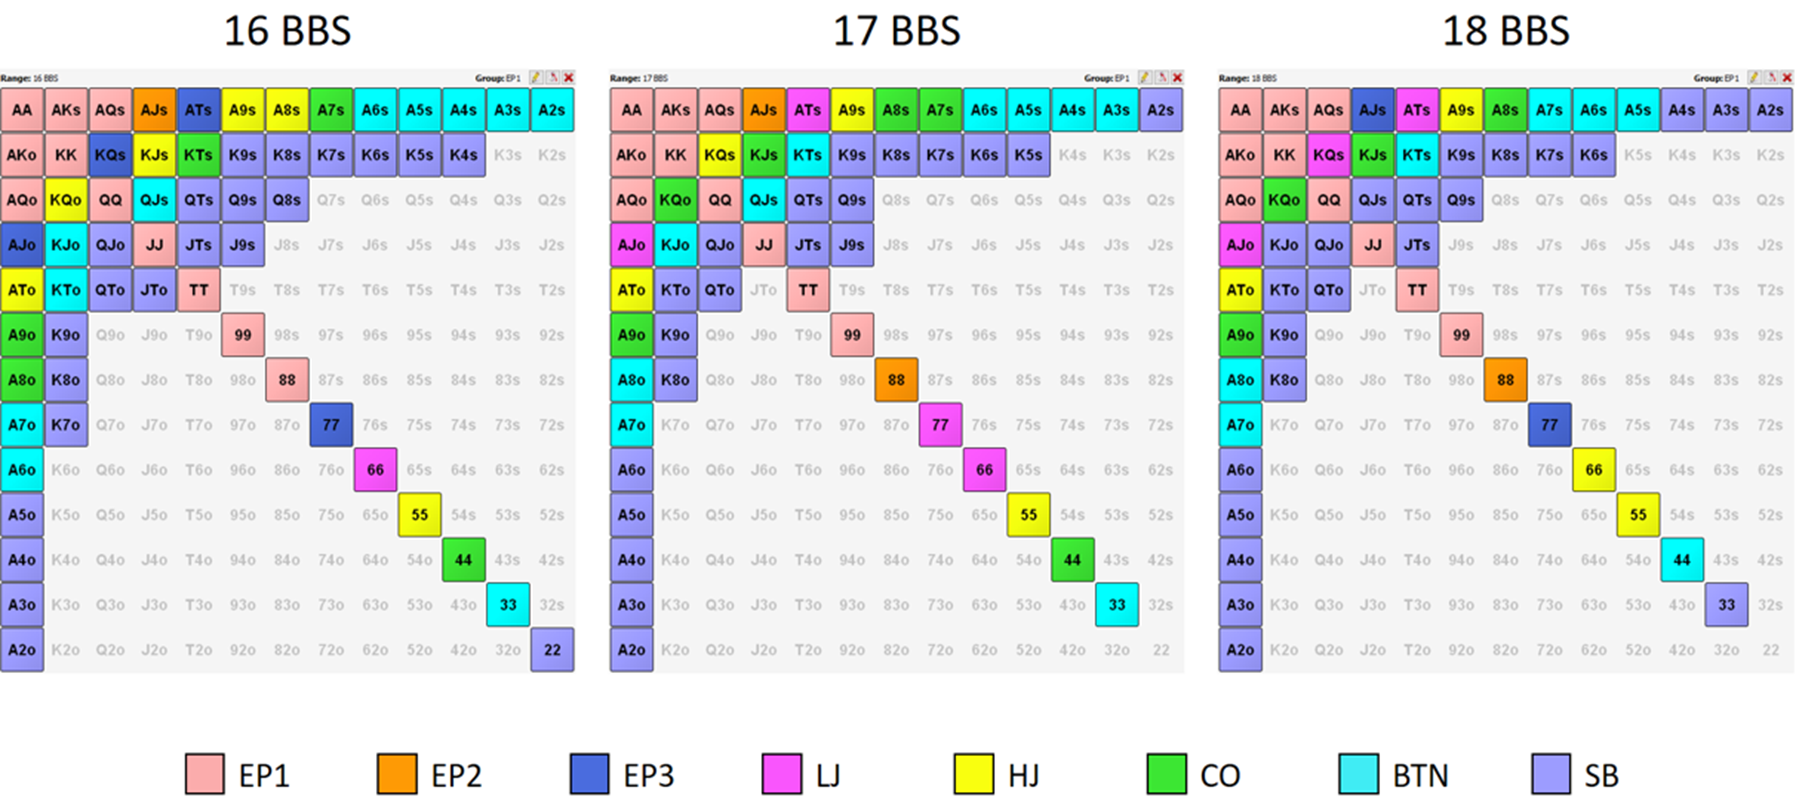 16 BBS 17 BBS 18 BBS
Range: 16 BBS Group: EP1 Range: 17 BBS Group: EP1 Range: 18 BBS Group: EP1
AA AKs AQs AJs ATs A9s A8s A7s A6s A5s A4s A3s A2s AA AKs AQs AJs ATs A9s A8s A7s A6s A5s A4s A3s A2s AA AKs AQs AJs ATs A9s A8s A7s A6s A5s A4s A3s A2s
AKo KK KQs KJs KTs K9s K8s K7s K6s K5s K4s K3s K2s AKo KK KQs KJs KTs K9s K8s K7s K6s K5s K4s K3s K2s AKo KK KQs KJs KTs K9s K8s K7s K6s K5s K4s K3s K2s
AQo KQo QQ QJs QTs Q9s Q8s Q7s Q6s Q5s Q4s Q3s Q2s AQo KQo QQ QJs QTs Q9s Q8s Q7s Q6s Q5s Q4s Q3s Q2s AQo KQo QQ QJs QTs Q9s Q8s Q7s Q6s Q5s Q4s Q3s Q2s
AJo KJo QJo JJ JTs J9s J8s J7s J6s J5s J4s J3s J2s AJo KJo QJo JJ JTs J9s J8s J7s J6s J5s J4s J3s J2s AJo KJo QJo JJ JTs J9s J8s J7s J6s J5s J4s J3s J2s
ATo KTo QTo JTo TT T9s T8s T7s T6s T5s T4s T3s T2s ATo KTo QTo JTo TT T9s T8s T7s T6s T5s T4s T3s T2s ATo KTo QTo JTo TT T9s T8s T7s T6s T5s T4s T3s T2s
A9o K9o Q9o J9o T9o 99 98s 97s 96s 95s 94s 93s 92s A9o K9o Q9o J9o T9o 99 98s 97s 96s 95s 94s 93s 92s A9o K9o Q9o J9o T9o 99 98s 97s 96s 95s 94s 93s 92s
A8o K8o Q8o J8o T8o 98o 88 87s 86s 85s 84s 83s 82s A8o K8o Q8o J8o T8o 98o 88 87s 86s 85s 84s 83s 82s A8o K8o Q8o J8o T8o 98o 88 87s 86s 85s 84s 83s 82s
A7o K7o Q7o J7o T7o 97o 87o 77 76s 75s 74s 73s 72s A7o K7o Q7o J7o T7o 97o 87o 77 76s 75s 74s 73s 72s A7o K7o Q7o J7o T7o 97o 87o 77 76s 75s 74s 73s 72s
A6o K6o Q6o J6o T6o 96o 86o 76o 66 65s 64s 63s 62s A6o K6o Q6o J6o T6o 96o 86o 76o 66 65s 64s 63s 62s A6o K6o Q6o J6o T6o 96o 86o 76o 66 65s 64s 63s 62s
A5o K5o Q5o J5o T5o 95o 85o 75o 65o 55 54s 53s 52s A5o K5o Q5o J5o T5o 95o 85o 75o 65o 55 54s 53s 52s A5o K5o Q5o J5o T5o 95o 85o 75o 65o 55 54s 53s 52s
A4o K4o Q4o J4o T4o 94o 84o 74o 64o 54o 44 43s 42s A4o K4o Q4o J4o T4o 94o 84o 74o 64o 54o 44 43s 42s A4o K4o Q4o J4o T4o 94o 84o 74o 64o 54o 44 43s 42s
A3o K3o Q3o J3o T3o 93o 83o 73o 63o 53o 43o 33 32s A3o K3o Q3o J3o T3o 93o 83o 73o 63o 53o 43o 33 32s A3o K3o Q3o J3o T3o 93o 83o 73o 63o 53o 43o 33 32s
A2o K2o Q2o J2o T2o 92o 82o 72o 62o 52o 42o 32o 22 A2o K2o Q2o J2o T2o 92o 82o 72o 62o 52o 42o 32o 22 A2o K2o Q2o J2o T2o 92o 82o 72o 62o 52o 42o 32o 22
EP1 EP2 EP3 LJ HJ CO BTN SB